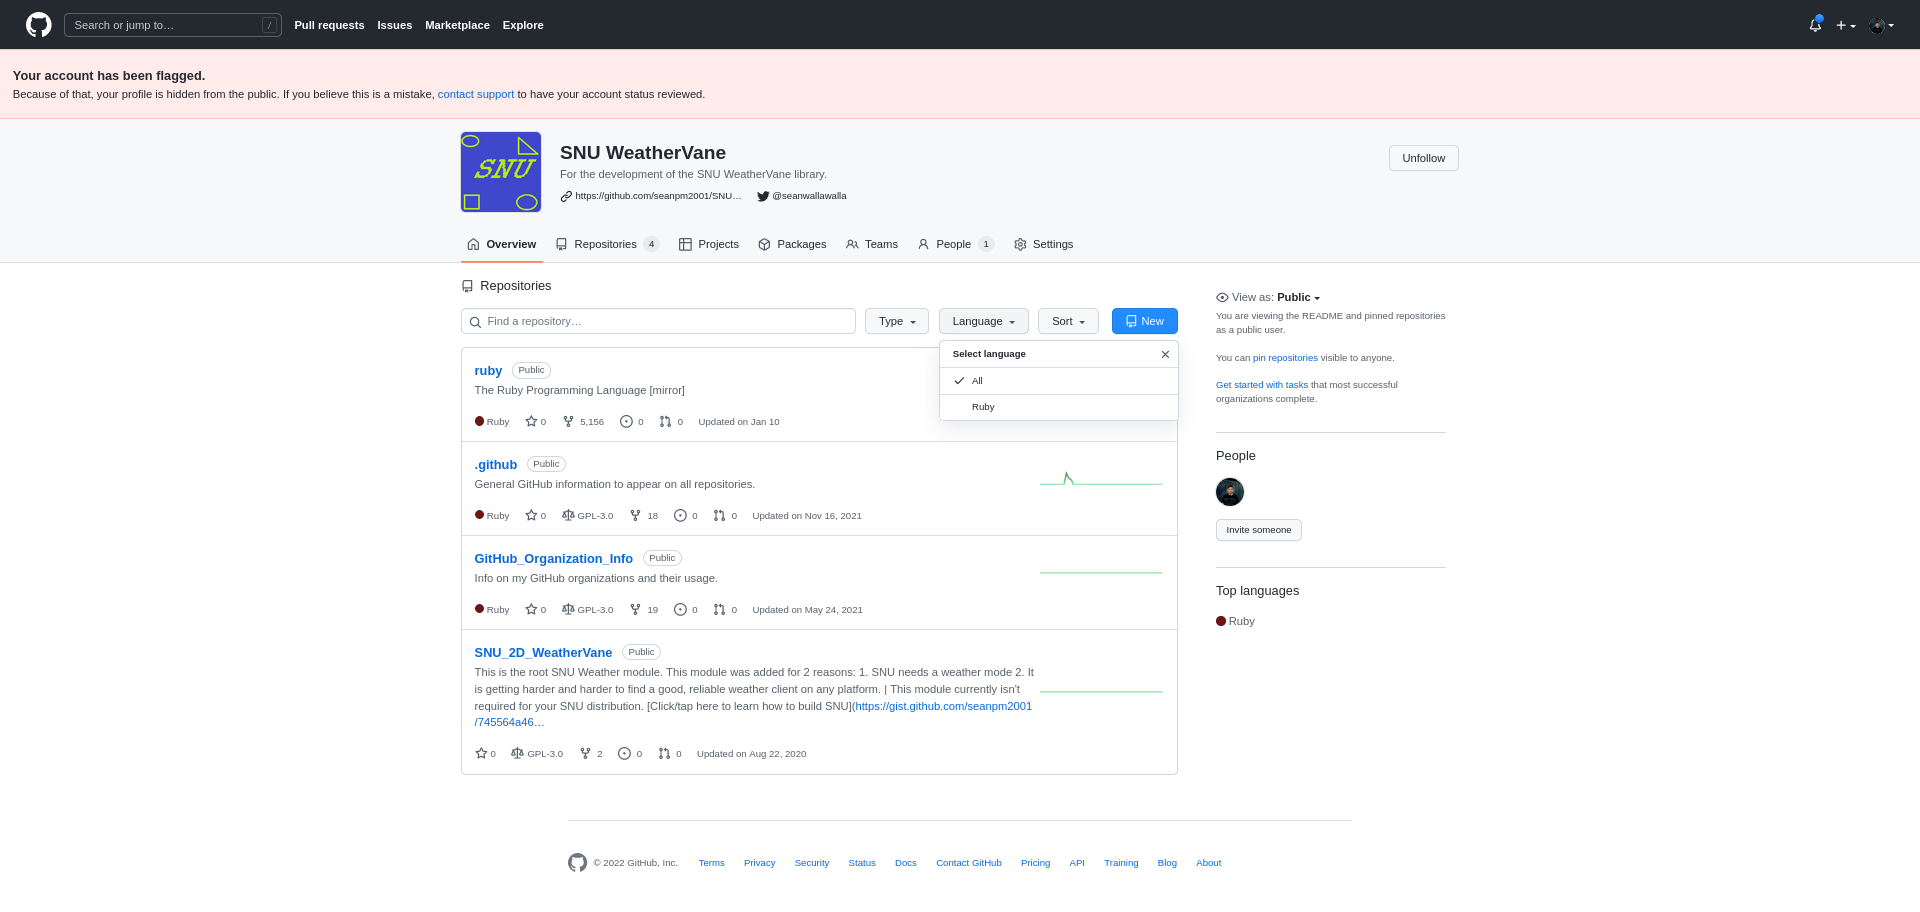 Search or jump to… /
Pull requests Issues Marketplace Explore
Your account has been flagged.
Because of that, your profile is hidden from the public. If you believe this is a mistake, contact support to have your account status reviewed.
SNU
SNU WeatherVane
Unfollow
For the development of the SNU WeatherVane library.
https://github.com/seanpm2001/SNU… @seanwallawalla
Overview Repositories 4 Projects Packages Teams People 1 Settings
Repositories
Find a repository… Type Language Sort New
Select language
All
Ruby
ruby Public
The Ruby Programming Language [mirror]
Ruby 0 5,156 0 0 Updated on Jan 10
.github Public
General GitHub information to appear on all repositories.
Ruby 0 GPL-3.0 18 0 0 Updated on Nov 16, 2021
GitHub_Organization_Info Public
Info on my GitHub organizations and their usage.
Ruby 0 GPL-3.0 19 0 0 Updated on May 24, 2021
SNU_2D_WeatherVane Public
This is the root SNU Weather module. This module was added for 2 reasons: 1. SNU needs a weather mode 2. It
is getting harder and harder to find a good, reliable weather client on any platform. | This module currently isn't
required for your SNU distribution. [Click/tap here to learn how to build SNU](https://gist.github.com/seanpm2001
/745564a46…
0 GPL-3.0 2 0 0 Updated on Aug 22, 2020
View as: Public
You are viewing the README and pinned repositories
as a public user.
You can pin repositories visible to anyone.
Get started with tasks that most successful
organizations complete.
People
Invite someone
Top languages
Ruby
© 2022 GitHub, Inc. Terms Privacy Security Status Docs Contact GitHub Pricing API Training Blog About